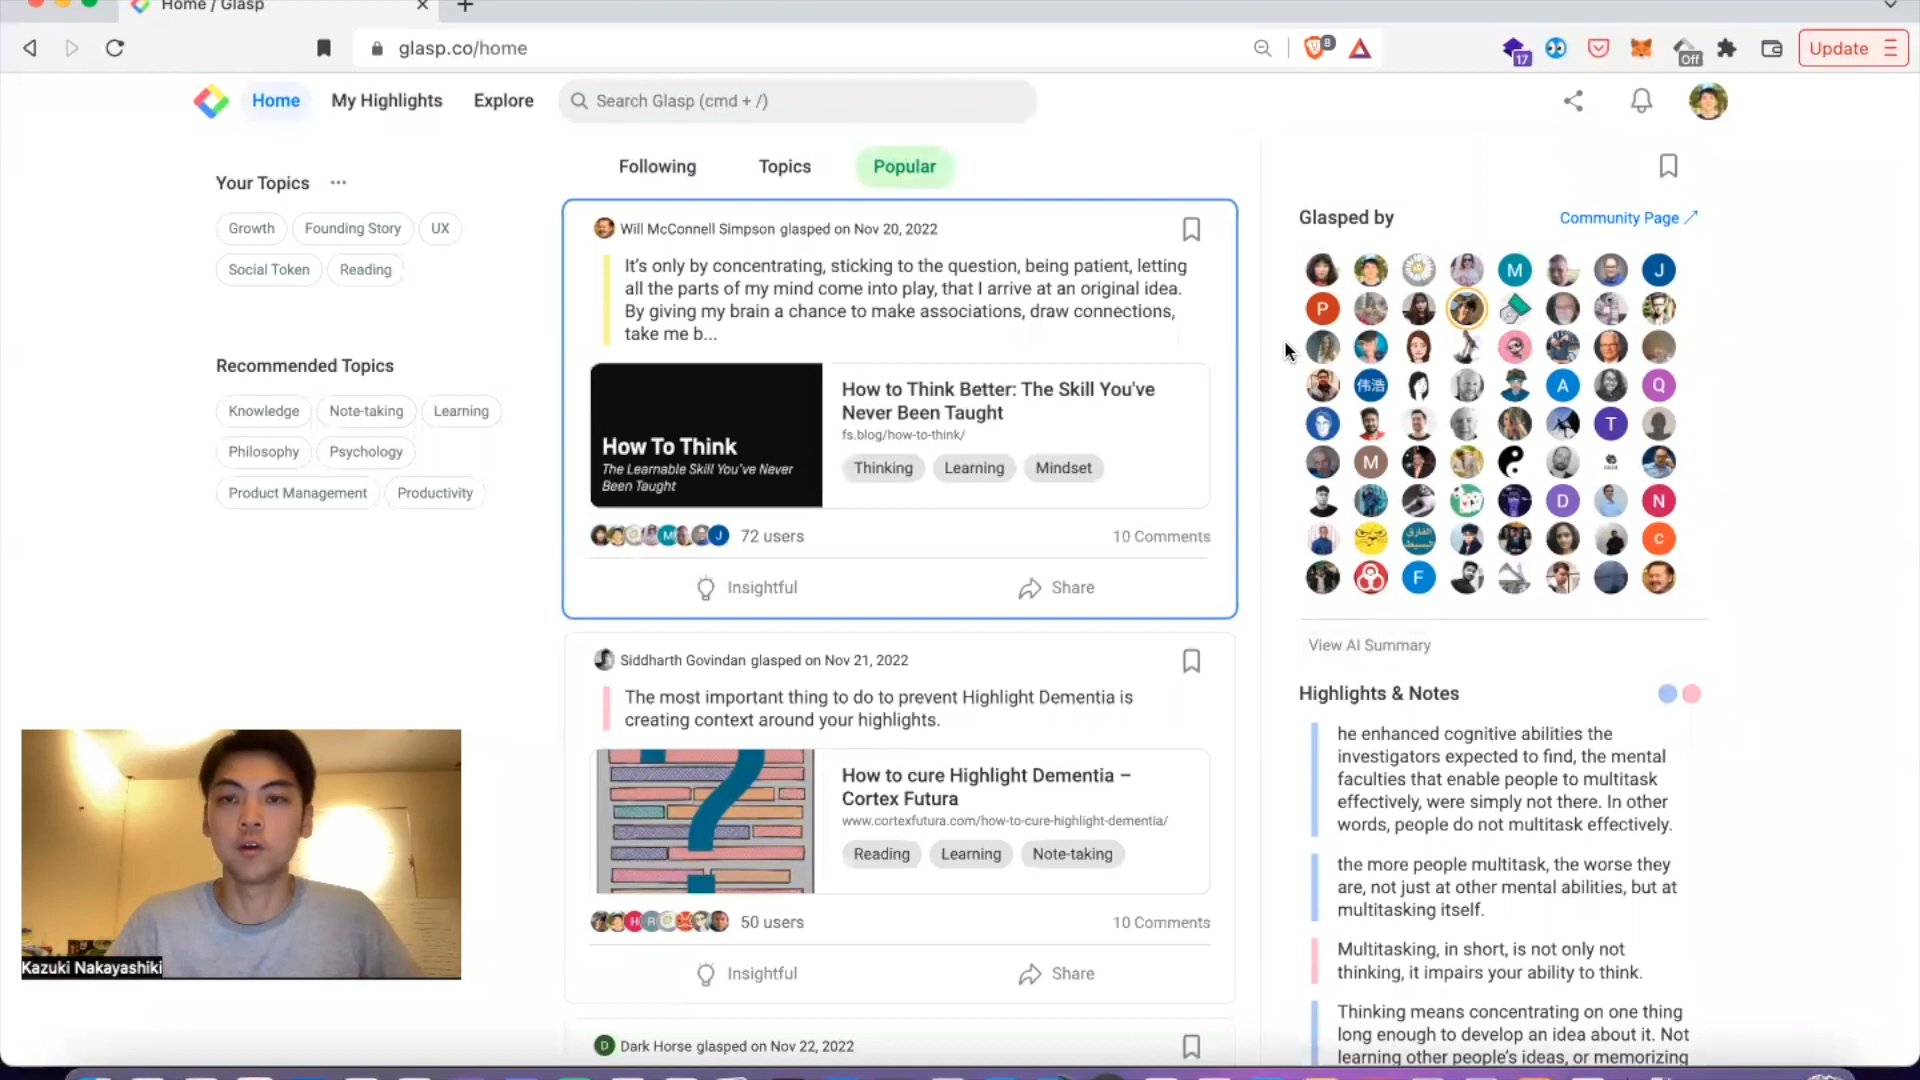 Home / Glasp
glasp.co/home
8
17
Off
Update
Home
My Highlights
Explore
Search Glasp (cmd + /)
Your Topics
Growth
Founding Story
UX
Social Token
Reading
Recommended Topics
Knowledge
Note-taking
Learning
Philosophy
Psychology
Product Management
Productivity
Following
Topics
Popular
Will McConnell Simpson glasped on Nov 20, 2022
It's only by concentrating, sticking to the question, being patient, letting
all the parts of my mind come into play, that I arrive at an original idea.
By giving my brain a chance to make associations, draw connections,
take me b...
How To Think
The Learnable Skill You've Never
Been Taught
How to Think Better: The Skill You've
Never Been Taught
fs.blog/how-to-think/
Thinking
Learning
Mindset
M
J
72 users
10 Comments
Insightful
Share
Siddharth Govindan glasped on Nov 21, 2022
The most important thing to do to prevent Highlight Dementia is
creating context around your highlights.
How to cure Highlight Dementia –
Cortex Futura
www.cortexfutura.com/how-to-cure-highlight-dementia/
Reading
Learning
Note-taking
H
R
50 users
10 Comments
Insightful
Share
D
Dark Horse glasped on Nov 22, 2022
Glasped by
Community Page
M
J
P
伟浩
A
Q
T
M
D
N
الفارق
البسيط
C
F
View AI Summary
Highlights & Notes
he enhanced cognitive abilities the
investigators expected to find, the mental
faculties that enable people to multitask
effectively, were simply not there. In other
words, people do not multitask effectively.
the more people multitask, the worse they
are, not just at other mental abilities, but at
multitasking itself.
Multitasking, in short, is not only not
thinking, it impairs your ability to think.
Thinking means concentrating on one thing
long enough to develop an idea about it. Not
learning other people's ideas, or memorizing
Kazuki Nakayashiki